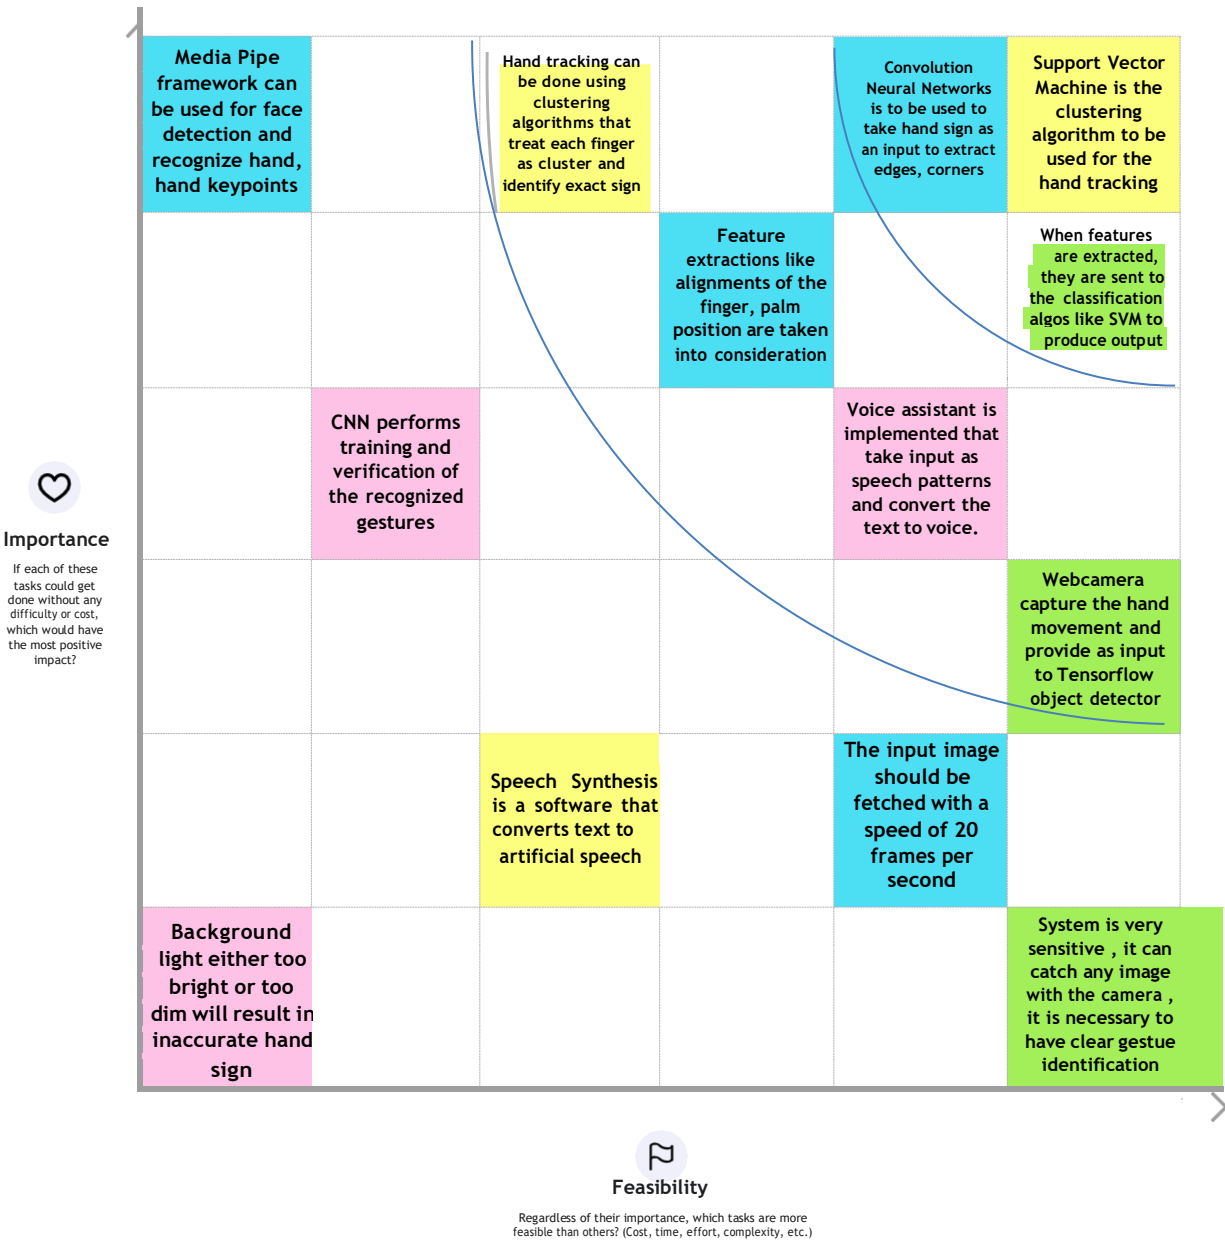 Media Pipe
framework can
be used for face
detection and
recognize hand,
hand keypoints
Hand tracking can
be done using
clustering
algorithms that
treat each finger
as cluster and
identify exact sign
Convolution
Neural Networks
is to be used to
take hand sign as
an input to extract
edges, corners
Support Vector
Machine is the
clustering
algorithm to be
used for the
hand tracking
Feature
extractions like
alignments of the
finger, palm
position are taken
into consideration
When features
are extracted,
they are sent to
the classification
algos like SVM to
produce output
CNN performs
training and
verification of
the recognized
gestures
Voice assistant is
implemented that
take input as
speech patterns
and convert the
text to voice.
Importance
If each of these
tasks could get
done without any
difficulty or cost,
which would have
the most positive
impact?
Webcamera
capture the hand
movement and
provide as input
to Tensorflow
object detector
Speech Synthesis
is a software that
converts text to
artificial speech
The input image
should be
fetched with a
speed of 20
frames per
second
Background
light either too
bright or too
dim will result in
inaccurate hand
sign
System is very
sensitive , it can
catch any image
with the camera ,
it is necessary to
have clear gestue
identification
Feasibility
Regardless of their importance, which tasks are more
feasible than others? (Cost, time, effort, complexity, etc.)